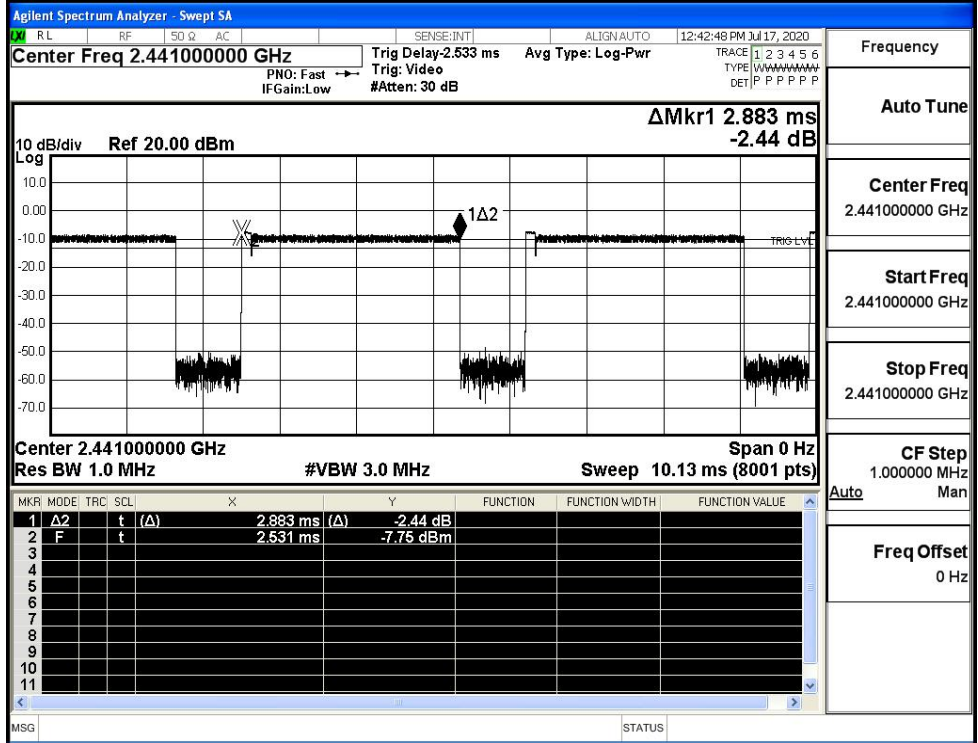 Agilent Spectrum Analyzer - Swept SA
LXI RL RF 50 Ω AC SENSE:INT ALIGN AUTO 12:42:48 PM Jul 17, 2020
Center Freq 2.441000000 GHz
PNO: Fast
IFGain:Low
Trig Delay-2.533 ms
Trig: Video
#Atten: 30 dB
Avg Type: Log-Pwr
TRACE 1 2 3 4 5 6
TYPE WWWWWW
DET P P P P P P
ΔMkr1 2.883 ms
-2.44 dB
10 dB/div Ref 20.00 dBm
Log
10.0
0.00
-10.0
-20.0
-30.0
-40.0
-50.0
-60.0
-70.0
1Δ2
TRIG LVL
Center 2.441000000 GHz Span 0 Hz
Res BW 1.0 MHz #VBW 3.0 MHz Sweep 10.13 ms (8001 pts)
MKR MODE TRC SCL X Y FUNCTION FUNCTION WIDTH FUNCTION VALUE
1 Δ2 t (Δ) 2.883 ms (Δ) -2.44 dB
2 F t 2.531 ms -7.75 dBm
3
4
5
6
7
8
9
10
11
MSG STATUS
Frequency
Auto Tune
Center Freq
2.441000000 GHz
Start Freq
2.441000000 GHz
Stop Freq
2.441000000 GHz
CF Step
1.000000 MHz
Auto Man
Freq Offset
0 Hz